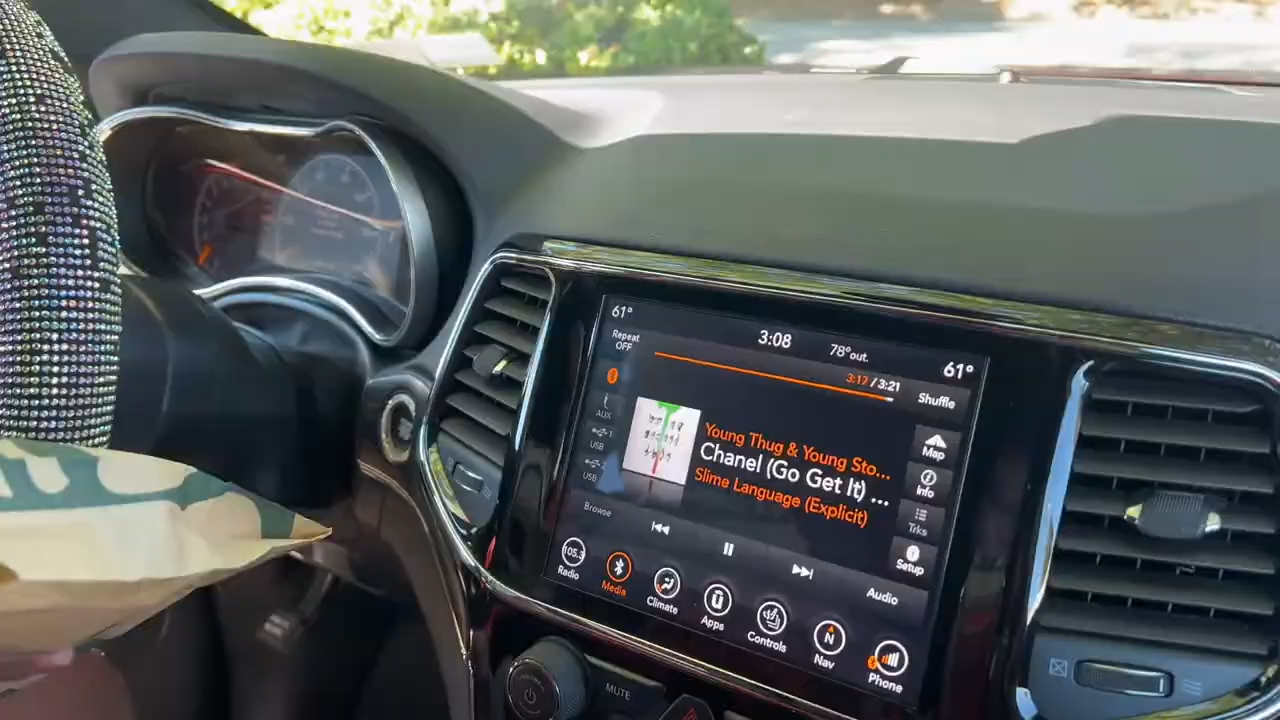 61°
3:08
78°out.
61°
Repeat
OFF
3:17 / 3:21
Shuffle
AUX
USB
USB
Young Thug & Young Sto...
Chanel (Go Get It) ...
Slime Language (Explicit)
Map
Info
Trks
Setup
Browse
Audio
105.3
Radio
Media
Climate
Apps
Controls
N
Nav
Phone
MUTE